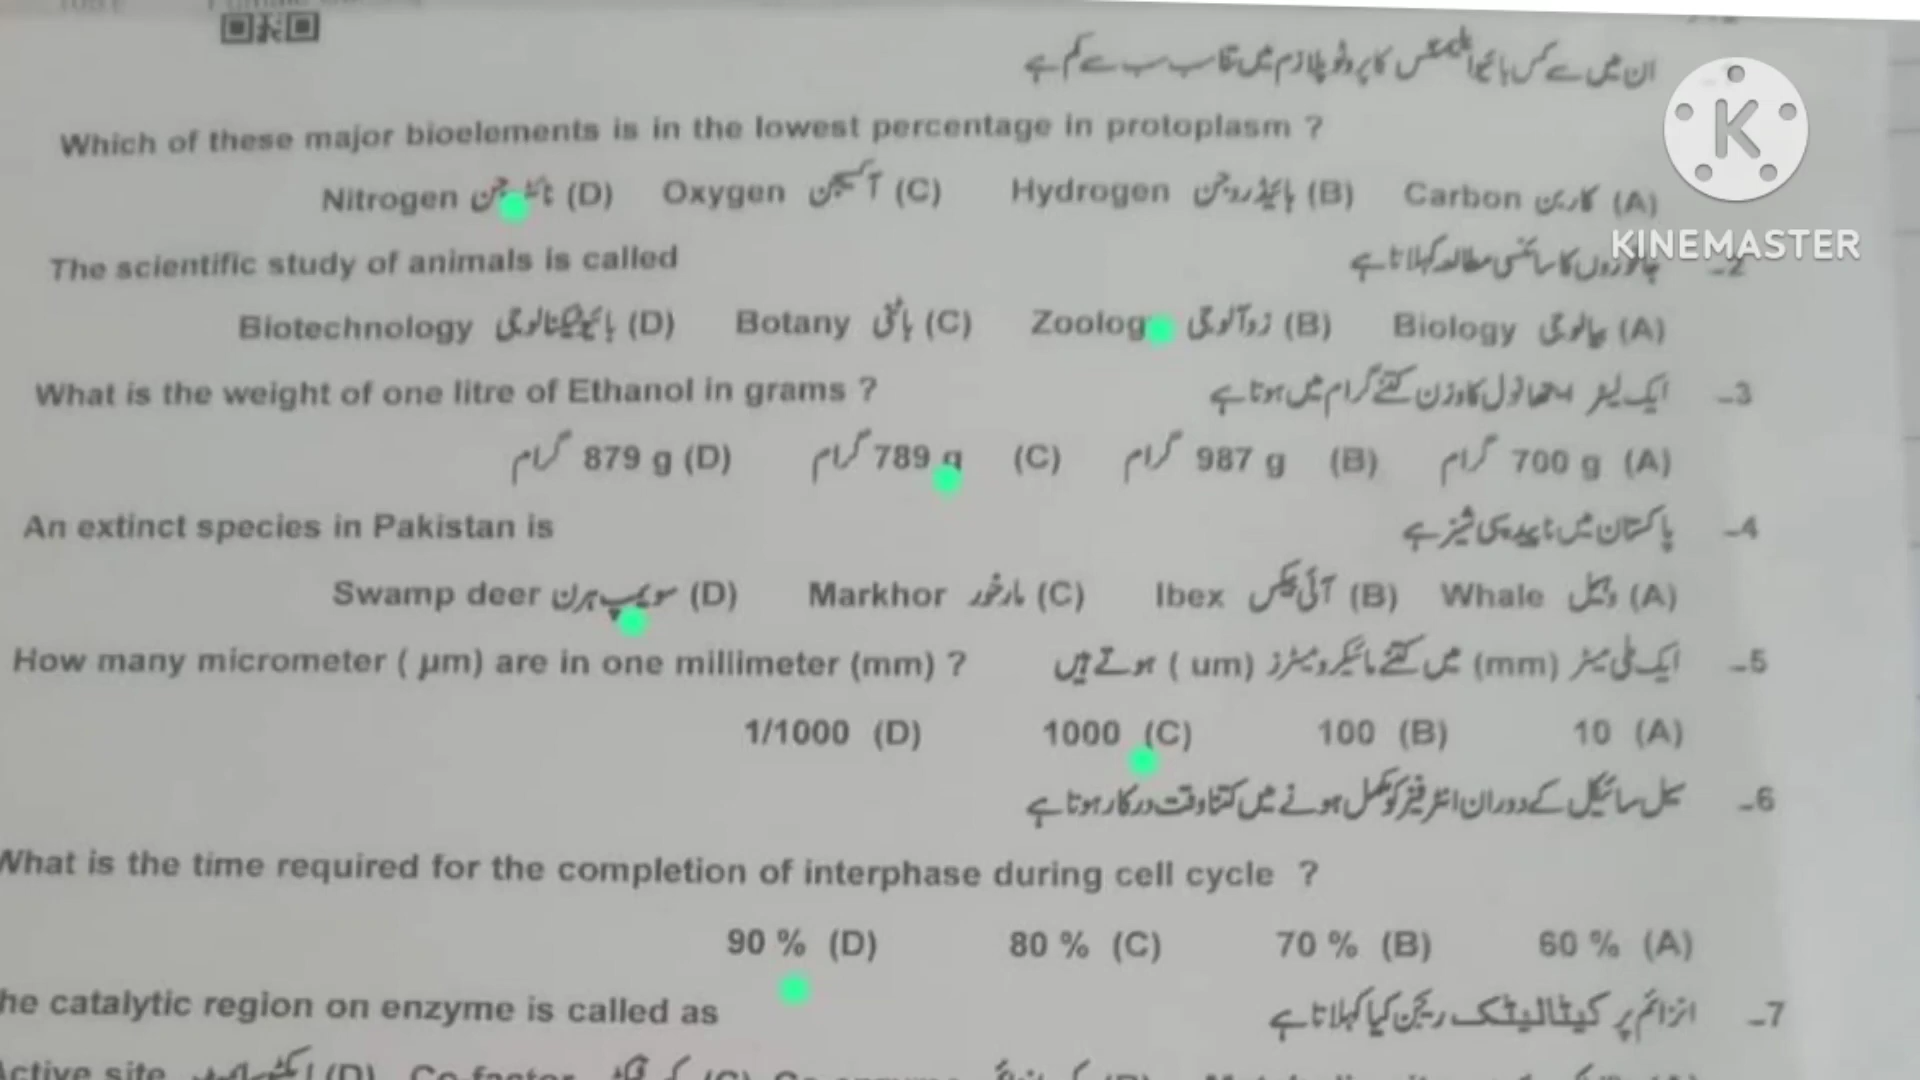 ان میں سے کس کا پروٹوپلازم میں تناسب سب سے کم ہے
Which of these major bioelements is in the lowest percentage in protoplasm ?
Nitrogen (D) Oxygen آکسیجن (C) Hydrogen ہائیڈروجن (B) Carbon کاربن (A)
KINEMASTER
The scientific study of animals is called جانوروں کا سائنسی مطالعہ کہلاتا ہے -2
Biotechnology بائیوٹیکنالوجی (D) Botany باٹنی (C) Zoolog زوآلوجی (B) Biology بیالوجی (A)
What is the weight of one litre of Ethanol in grams ? ایک لیٹر ایتھانول کا وزن کتنے گرام میں ہوتا ہے -3
879 g گرام (D) 789 g گرام (C) 987 g گرام (B) 700 g گرام (A)
An extinct species in Pakistan is پاکستان میں ناپید سپی شیز ہے -4
Swamp deer سویمپ ہرن (D) Markhor مارخور (C) Ibex آئی بیکس (B) Whale وہیل (A)
How many micrometer ( µm) are in one millimeter (mm) ? ایک ملی میٹر (mm) میں کتنے مائیکرومیٹرز (um ) ہوتے ہیں -5
1/1000 (D) 1000 (C) 100 (B) 10 (A)
سیل سائیکل کے دوران انٹرفیز کو مکمل ہونے میں کتنا وقت درکار ہوتا ہے -6
What is the time required for the completion of interphase during cell cycle ?
90 % (D) 80 % (C) 70 % (B) 60 % (A)
he catalytic region on enzyme is called as انزائم پر کیٹالیٹک ریجن کیا کہلاتا ہے -7
Active site (D) Co-factor (C)